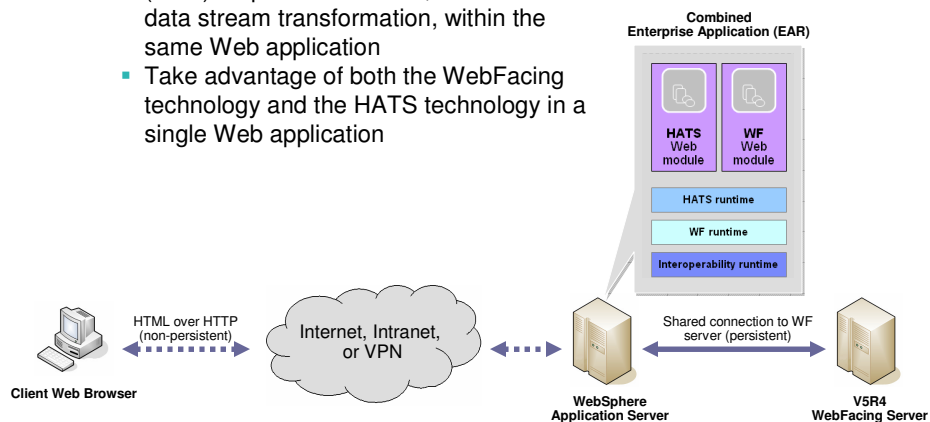 data stream transformation, within the
same Web application
▪ Take advantage of both the WebFacing
technology and the HATS technology in a
single Web application
Combined
Enterprise Application (EAR)
HATS
Web
module
WF
Web
module
HATS runtime
WF runtime
Interoperability runtime
HTML over HTTP
(non-persistent)
Internet, Intranet,
or VPN
Shared connection to WF
server (persistent)
Client Web Browser
WebSphere
Application Server
V5R4
WebFacing Server